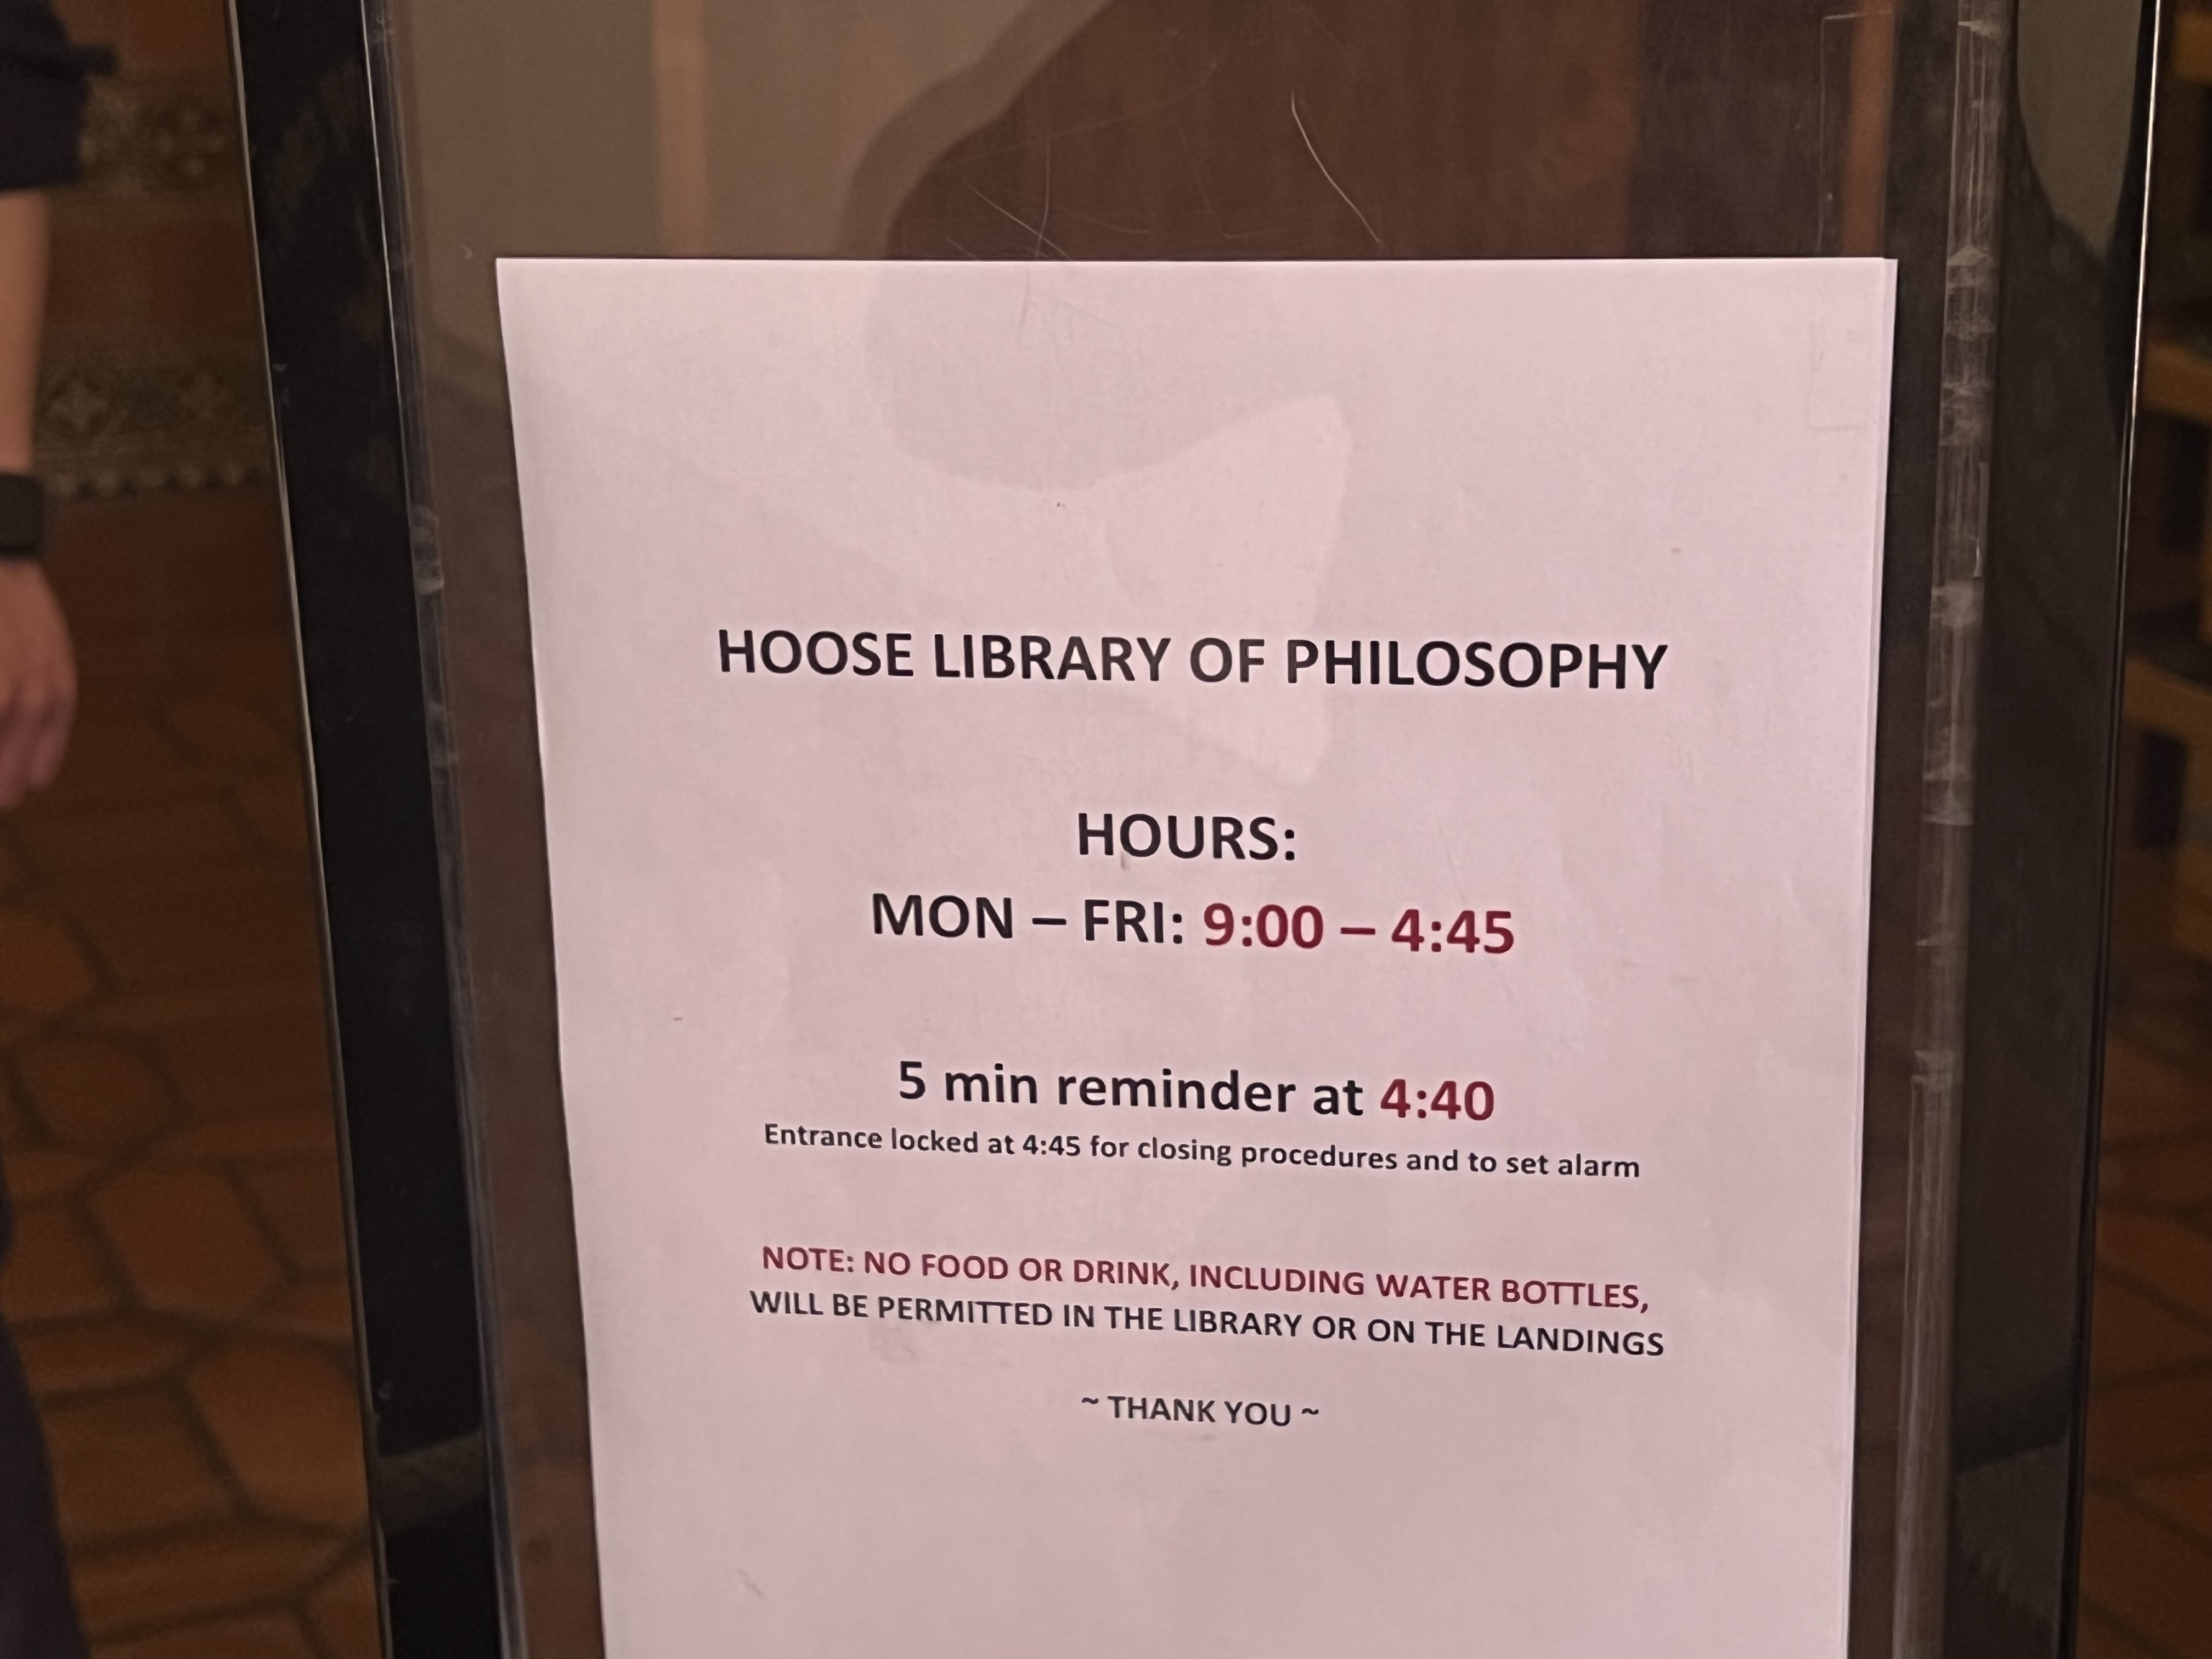 HOOSE LIBRARY OF PHILOSOPHY
HOURS:
MON – FRI: 9:00 – 4:45
5 min reminder at 4:40
Entrance locked at 4:45 for closing procedures and to set alarm
NOTE: NO FOOD OR DRINK, INCLUDING WATER BOTTLES,
WILL BE PERMITTED IN THE LIBRARY OR ON THE LANDINGS
~ THANK YOU ~